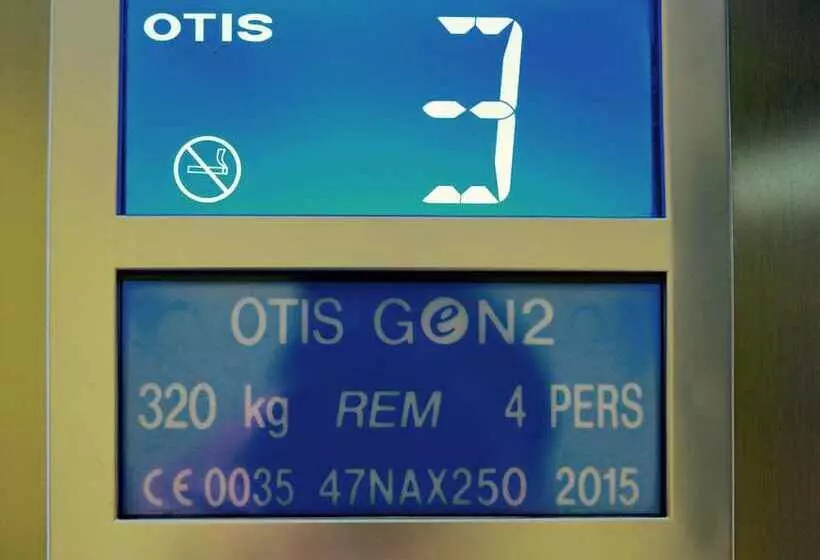 OTIS
3
OTIS GeN2
320 kg REM 4 PERS
CE 0035 47NAX250 2015